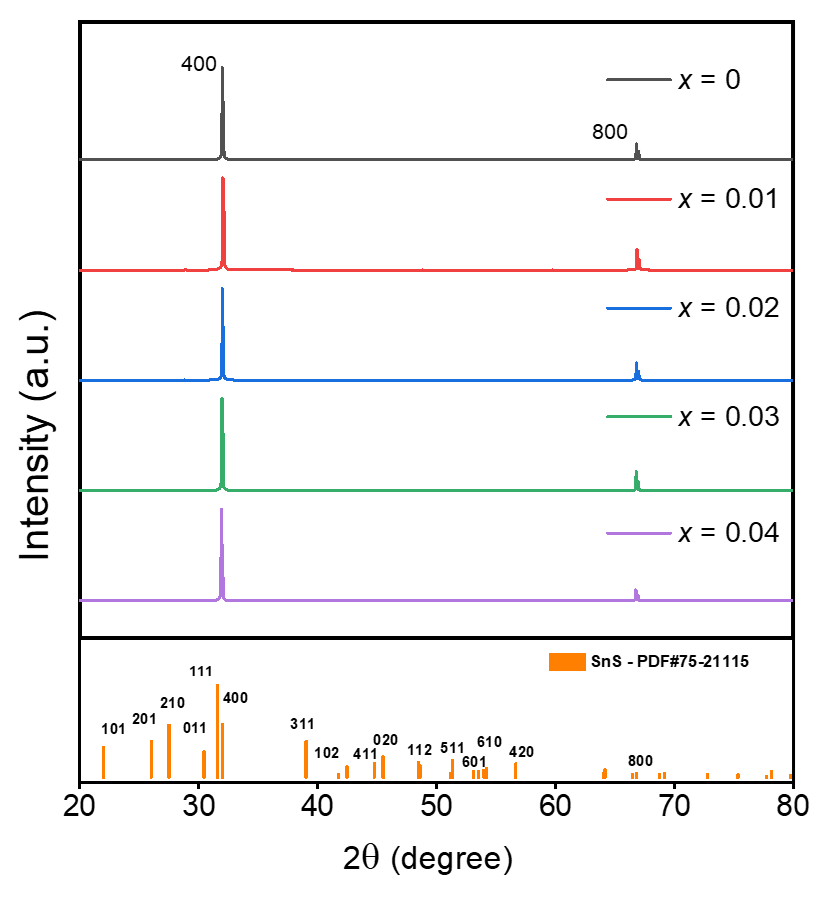 400
x = 0
800
x = 0.01
x = 0.02
x = 0.03
x = 0.04
Intensity (a.u.)
SnS - PDF#75-21115
111
101
201
210
011
400
311
102
411
020
112
511
601
610
420
800
20 30 40 50 60 70 80
2θ (degree)